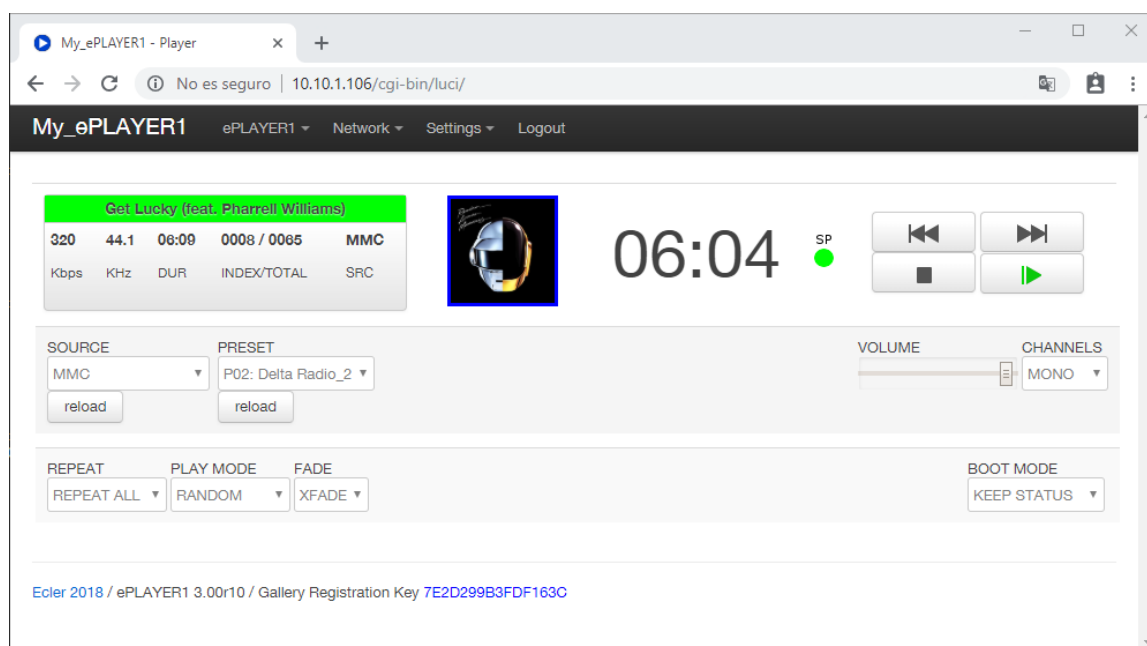 My_ePLAYER1 - Player
No es seguro | 10.10.1.106/cgi-bin/luci/
My_ePLAYER1 ePLAYER1 Network Settings Logout
Get Lucky (feat. Pharrell Williams)
320 44.1 06:09 0008 / 0065 MMC
Kbps KHz DUR INDEX/TOTAL SRC
06:04
SP
SOURCE PRESET VOLUME CHANNELS
MMC P02: Delta Radio_2 MONO
reload reload
REPEAT PLAY MODE FADE BOOT MODE
REPEAT ALL RANDOM XFADE KEEP STATUS
Ecler 2018 / ePLAYER1 3.00r10 / Gallery Registration Key 7E2D299B3FDF163C